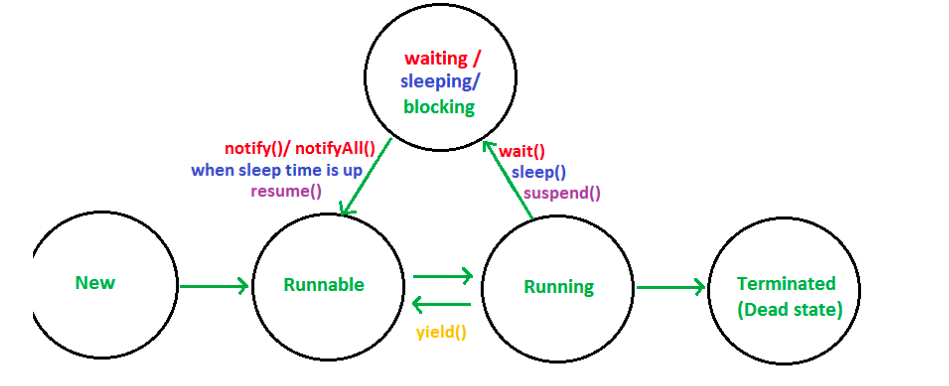 waiting /
sleeping/
blocking
notify()/ notifyAll()
when sleep time is up
resume()
wait()
sleep()
suspend()
New
Runnable
Running
Terminated
(Dead state)
yield()